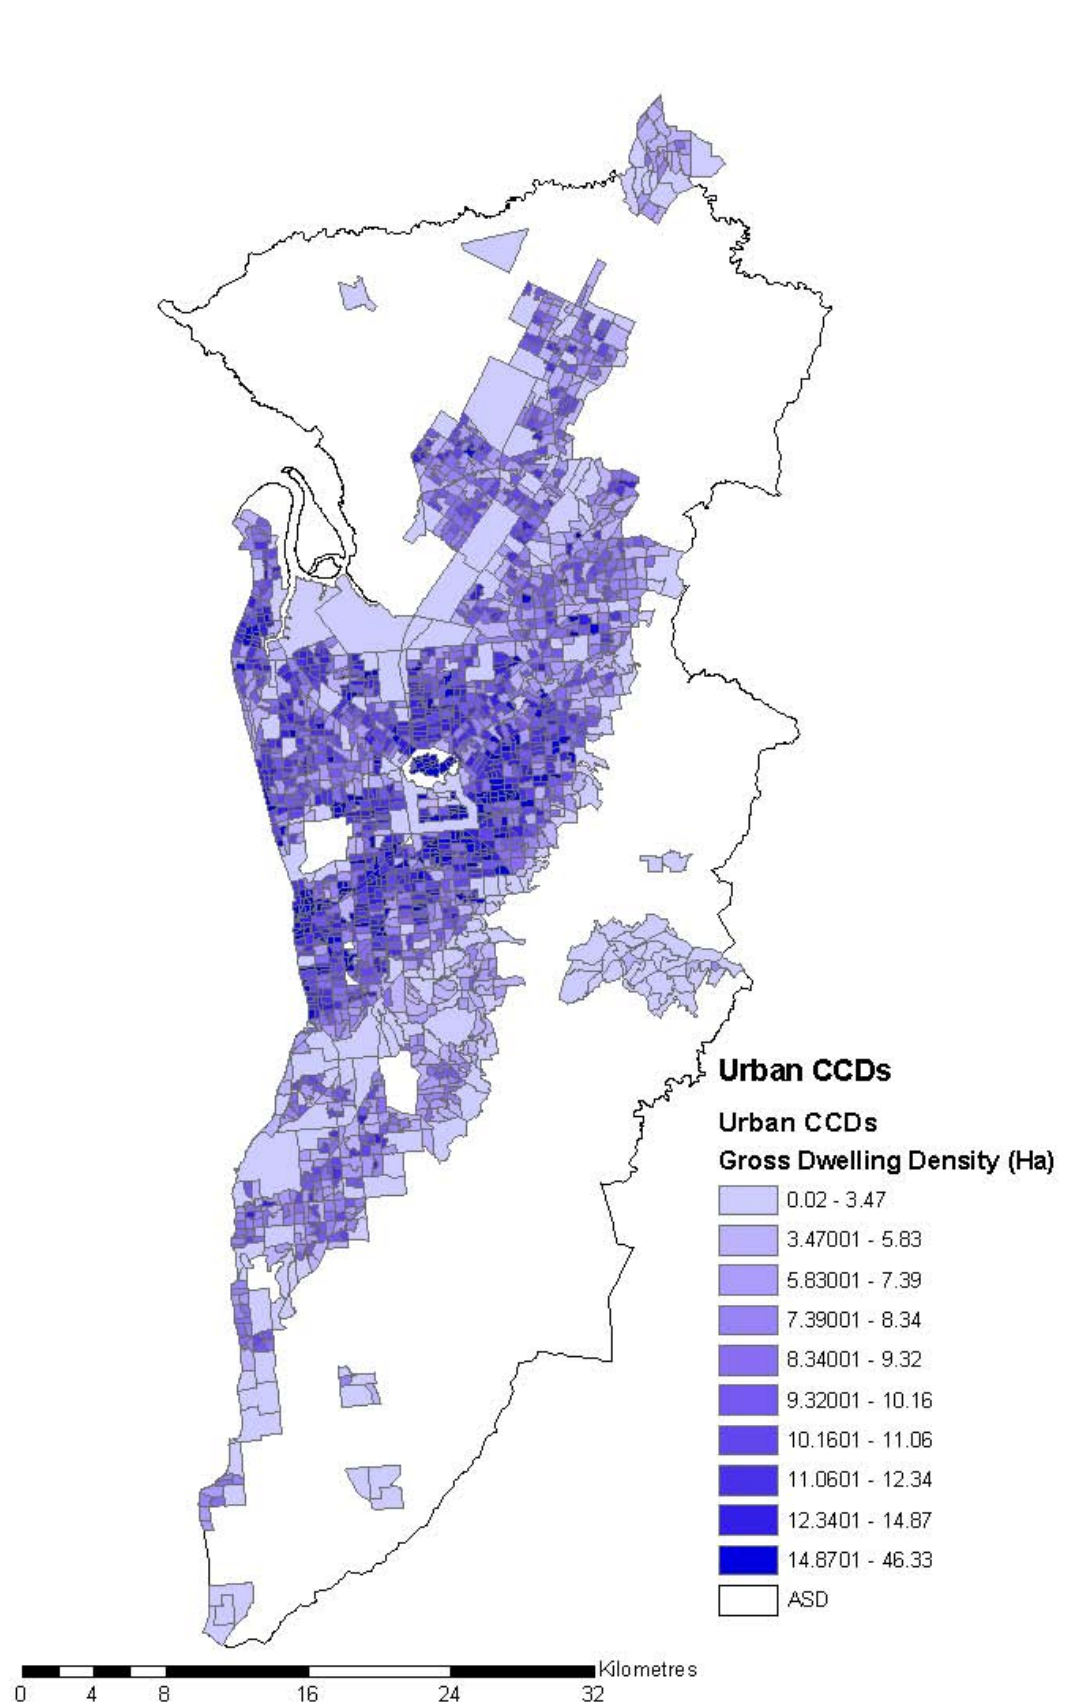 Urban CCDs
Urban CCDs
Gross Dwelling Density (Ha)
0.02 - 3.47
3.47001 - 5.83
5.83001 - 7.39
7.39001 - 8.34
8.34001 - 9.32
9.32001 - 10.16
10.1601 - 11.06
11.0601 - 12.34
12.3401 - 14.87
14.8701 - 46.33
ASD
Kilometres
0 4 8 16 24 32